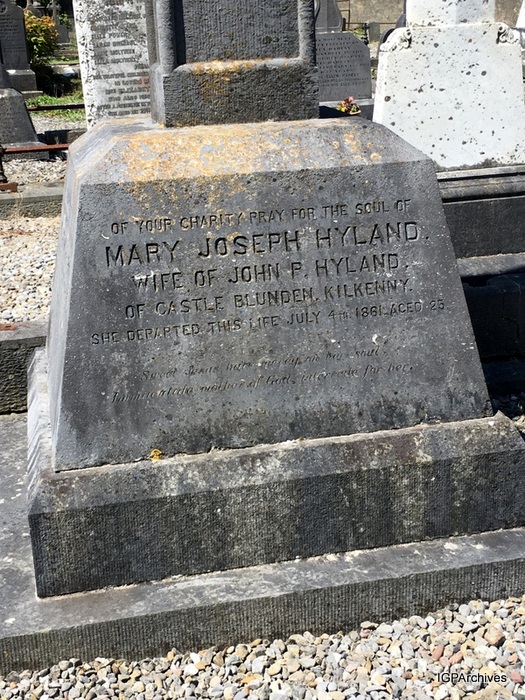 OF YOUR CHARITY PRAY FOR THE SOUL OF
MARY JOSEPH HYLAND.
WIFE OF JOHN P. HYLAND,
OF CASTLE BLUNDEN, KILKENNY.
SHE DEPARTED THIS LIFE JULY 4TH 1861. AGED 25
Sweet Jesus have mercy on her soul.
Immaculate mother of God, intercede for her.
IGPArchives